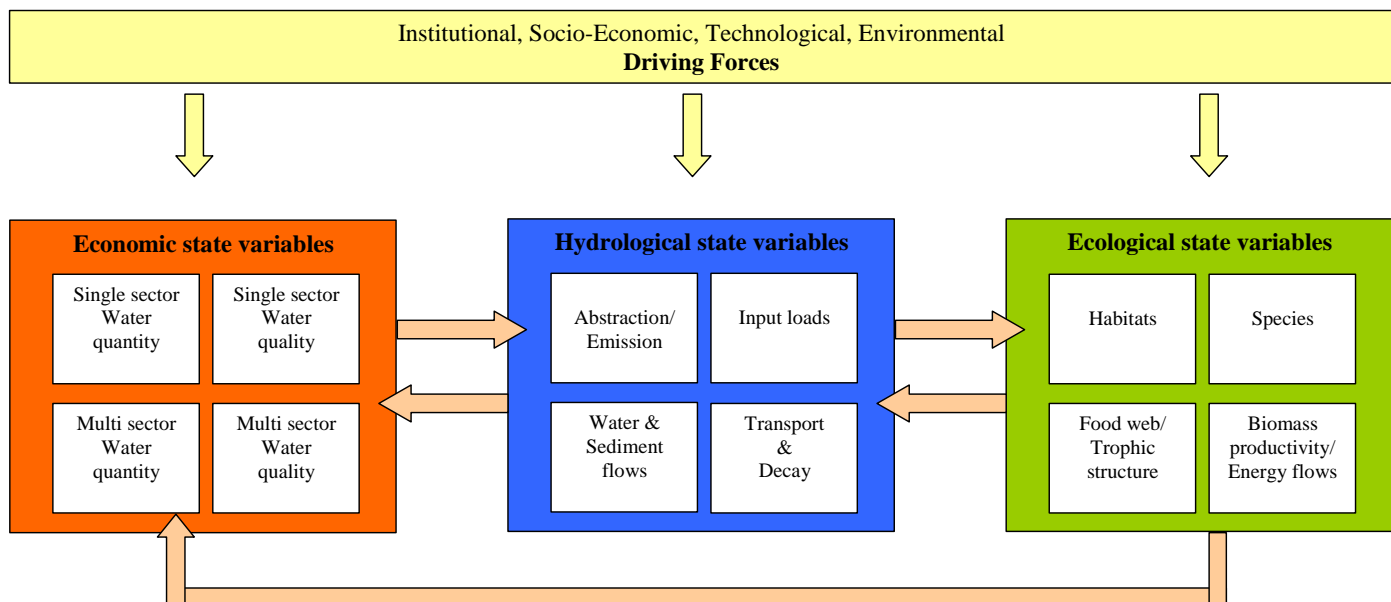 Institutional, Socio-Economic, Technological, Environmental
Driving Forces
Economic state variables
Single sector
Water
quantity
Single sector
Water
quality
Multi sector
Water
quantity
Multi sector
Water
quality
Hydrological state variables
Abstraction/
Emission
Input loads
Water &
Sediment
flows
Transport
&
Decay
Ecological state variables
Habitats
Species
Food web/
Trophic
structure
Biomass
productivity/
Energy flows